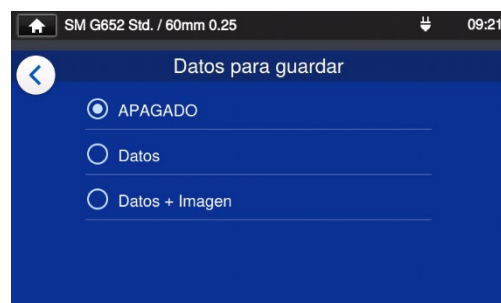 SM G652 Std. / 60mm 0.25 09:21
Datos para guardar
APAGADO
Datos
Datos + Imagen